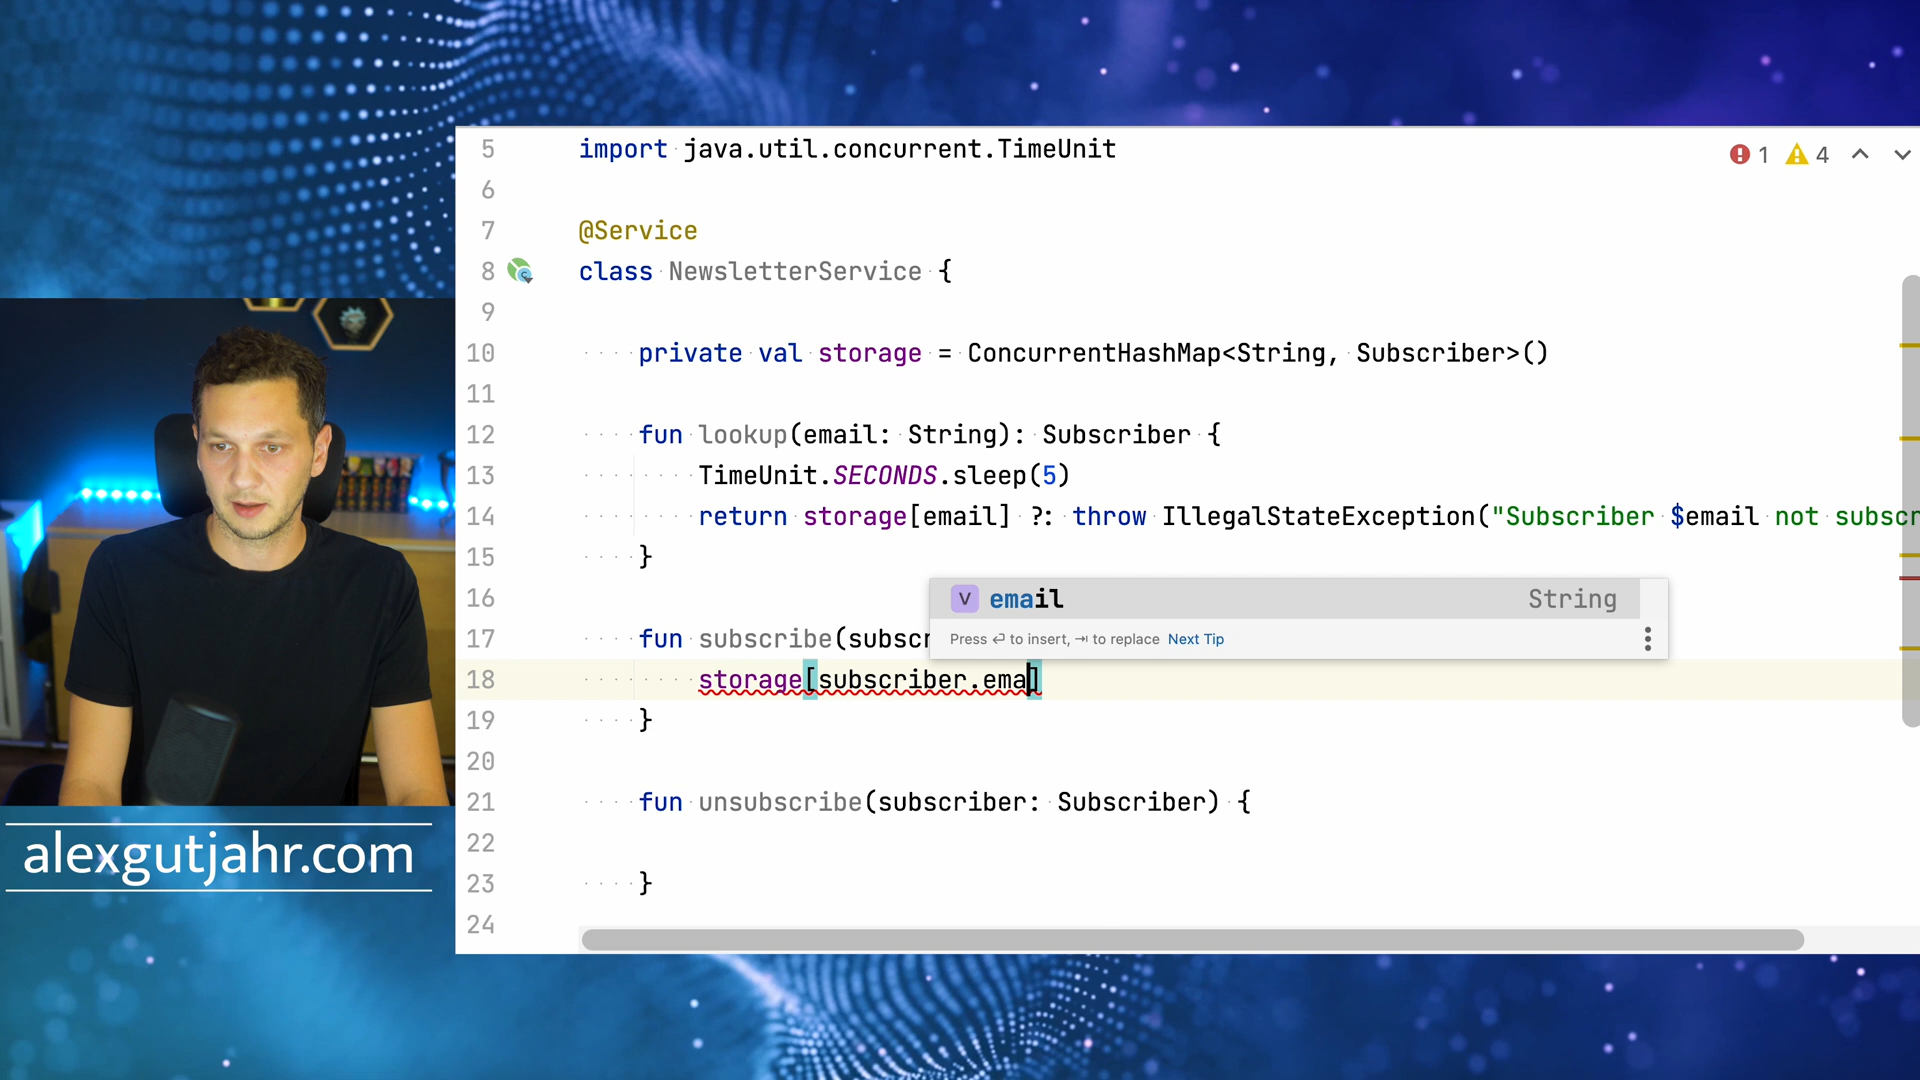 5 import java.util.concurrent.TimeUnit
6
7 @Service
8 class NewsletterService {
9
10 private val storage = ConcurrentHashMap<String, Subscriber>()
11
12 fun lookup(email: String): Subscriber {
13 TimeUnit.SECONDS.sleep(5)
14 return storage[email] ?: throw IllegalStateException("Subscriber $email not subscr
15 }
16
17 fun subscribe(subscr
18 storage[subscriber.ema]
19 }
20
21 fun unsubscribe(subscriber: Subscriber) {
22
23 }
24
1 4
V email String
Press ⏎ to insert, ⇥ to replace Next Tip
alexgutjahr.com